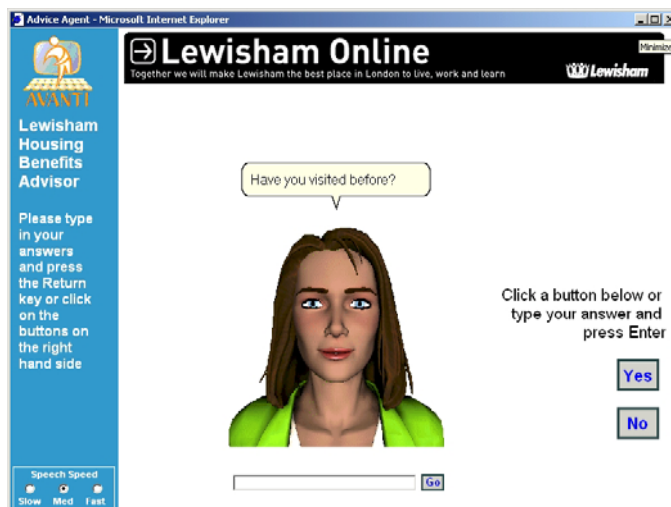 Advice Agent - Microsoft Internet Explorer
Minimize
Lewisham Online
Together we will make Lewisham the best place in London to live, work and learn
Lewisham
AVANTI
Lewisham
Housing
Benefits
Advisor
Please type
in your
answers
and press
the Return
key or click
on the
buttons on
the right
hand side
Have you visited before?
Click a button below or
type your answer and
press Enter
Yes
No
Go
Speech Speed
Slow Med Fast